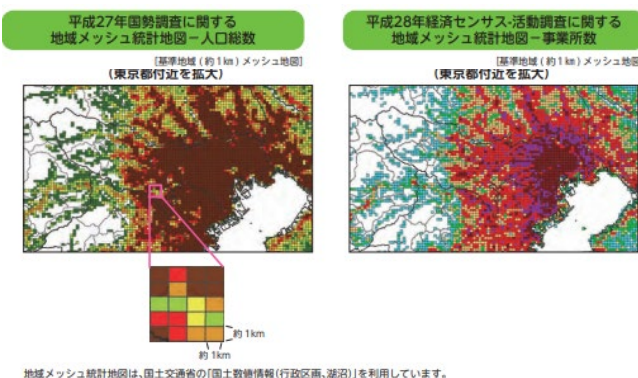 平成27年国勢調査に関する
地域メッシュ統計地図－人口総数
[基準地域(約1km)メッシュ地図]
(東京都付近を拡大)
平成28年経済センサス-活動調査に関する
地域メッシュ統計地図－事業所数
[基準地域(約1km)メッシュ地図]
(東京都付近を拡大)
約1km
約1km
地域メッシュ統計地図は、国土交通省の「国土数値情報(行政区画、湖沼)」を利用しています。